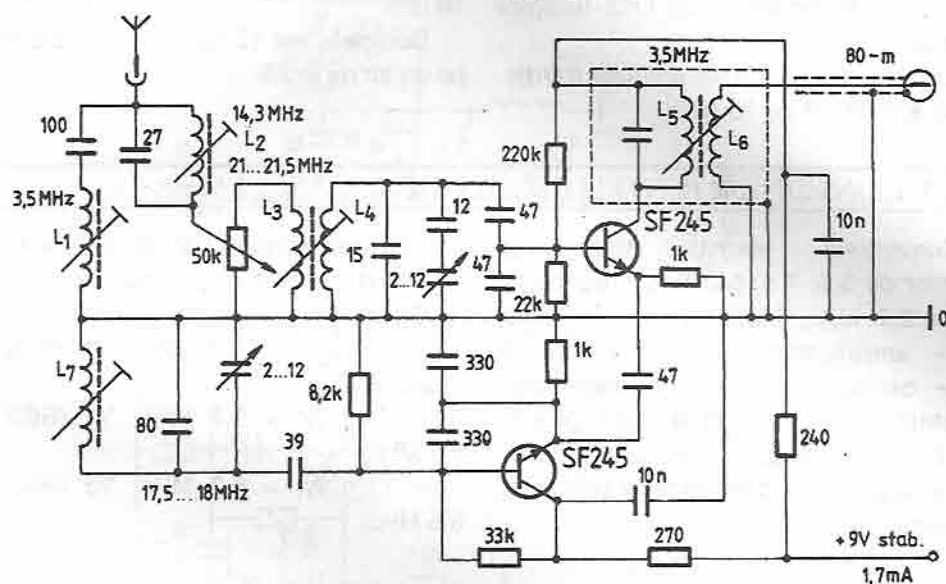 3,5MHz
80-m
100
27
14,3 MHz
L2
21... 21,5MHz
L5
L6
220k
3,5MHz
L1
50k
L3
L4
15
12
2...12
47
47
SF245
1k
22k
10n
0
L7
80
2...12
8,2k
330
330
1k
47
240
39
SF245
10n
17,5....18MHz
33k
270
+9V stab.
1,7mA